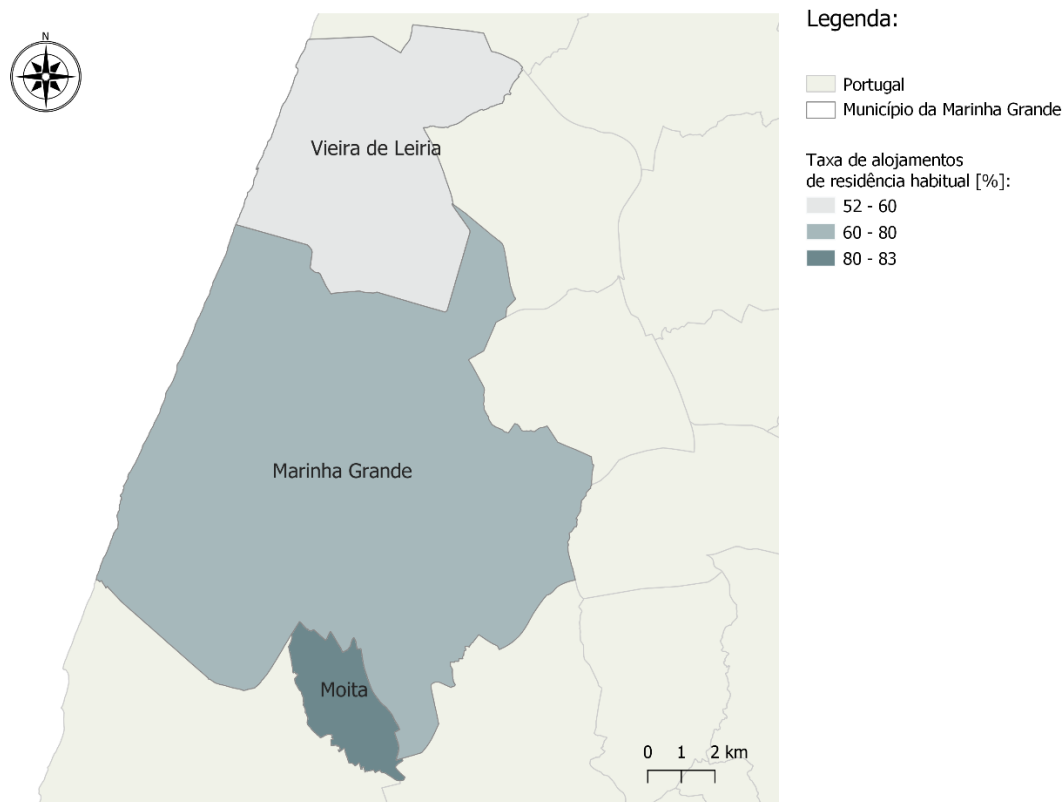 Legenda:
N
Portugal
Município da Marinha Grande
Vieira de Leiria
Taxa de alojamentos
de residência habitual [%]:
52 - 60
60 - 80
80 - 83
Marinha Grande
Moita
0 1 2 km